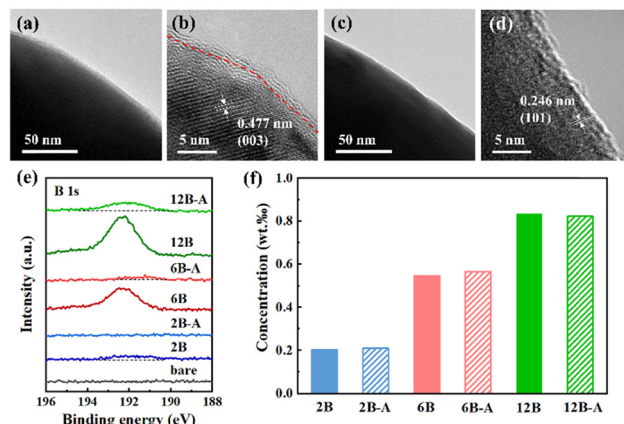 (a)
50 nm
(b)
0.477 nm
(003)
5 nm
(c)
50 nm
(d)
0.246 nm
(101)
5 nm
(e)
B 1s
12B-A
12B
6B-A
6B
2B-A
2B
bare
Intensity (a.u.)
196 194 192 190 188
Binding energy (eV)
(f)
Concentration (wt.‰)
1.0
0.8
0.6
0.4
0.2
0.0
2B 2B-A 6B 6B-A 12B 12B-A